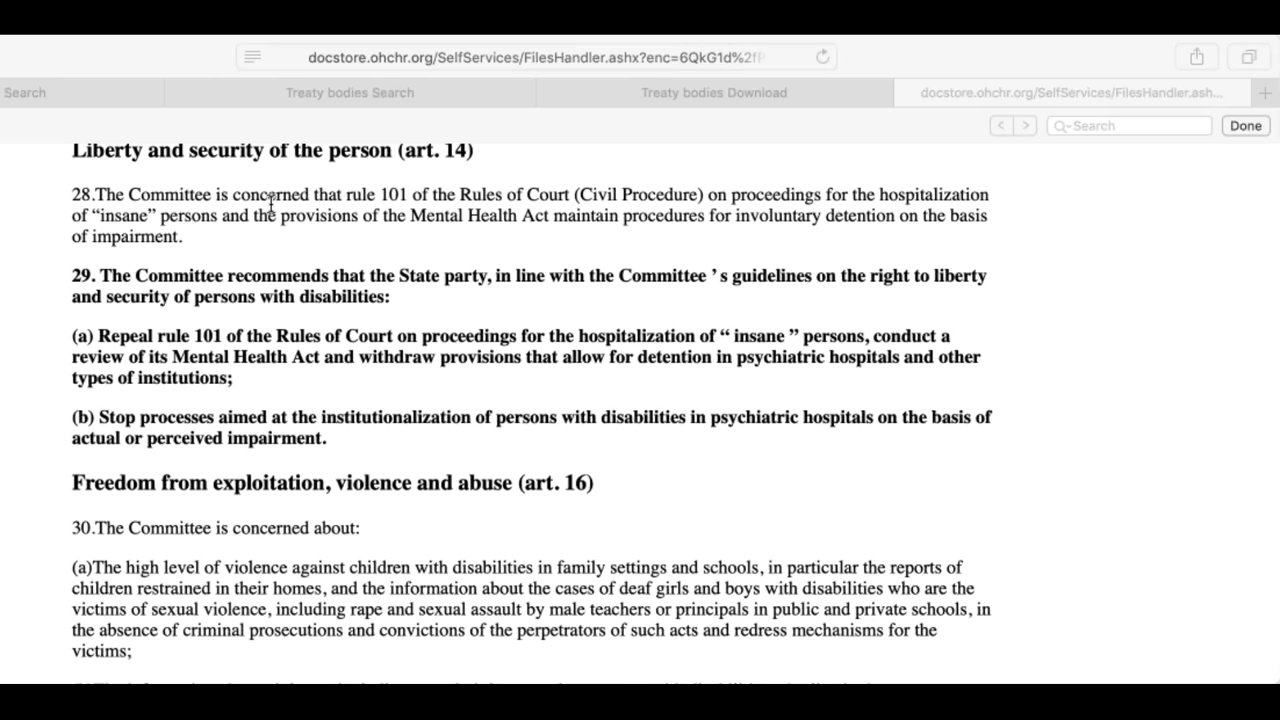 docstore.ohchr.org/SelfServices/FilesHandler.ashx?enc=6QkG1d%2fP
Search
Treaty bodies Search
Treaty bodies Download
docstore.ohchr.org/SelfServices/FilesHandler.ash...
Search
Done
Liberty and security of the person (art. 14)
28.The Committee is concerned that rule 101 of the Rules of Court (Civil Procedure) on proceedings for the hospitalization
of “insane” persons and the provisions of the Mental Health Act maintain procedures for involuntary detention on the basis
of impairment.
29. The Committee recommends that the State party, in line with the Committee ’ s guidelines on the right to liberty
and security of persons with disabilities:
(a) Repeal rule 101 of the Rules of Court on proceedings for the hospitalization of “ insane ” persons, conduct a
review of its Mental Health Act and withdraw provisions that allow for detention in psychiatric hospitals and other
types of institutions;
(b) Stop processes aimed at the institutionalization of persons with disabilities in psychiatric hospitals on the basis of
actual or perceived impairment.
Freedom from exploitation, violence and abuse (art. 16)
30.The Committee is concerned about:
(a)The high level of violence against children with disabilities in family settings and schools, in particular the reports of
children restrained in their homes, and the information about the cases of deaf girls and boys with disabilities who are the
victims of sexual violence, including rape and sexual assault by male teachers or principals in public and private schools, in
the absence of criminal prosecutions and convictions of the perpetrators of such acts and redress mechanisms for the
victims;